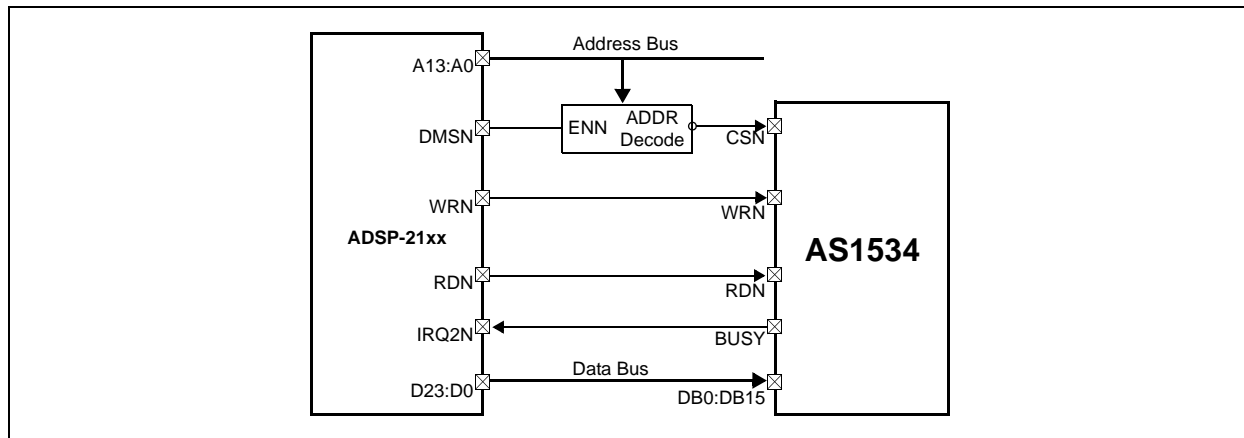 Address Bus
A13:A0
ENN ADDR
Decode
DMSN
CSN
WRN
WRN
ADSP-21xx
AS1534
RDN
RDN
IRQ2N
BUSY
Data Bus
D23:D0
DB0:DB15